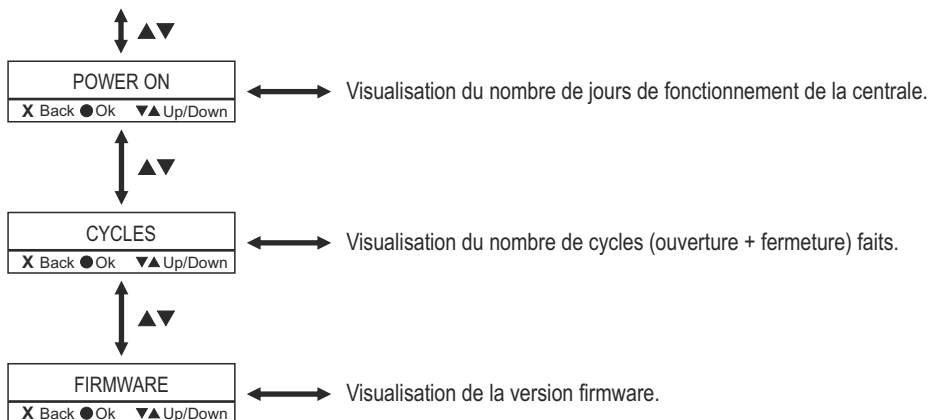 ▲▼
POWER ON
X Back ●Ok ▼▲ Up/Down
Visualisation du nombre de jours de fonctionnement de la centrale.
▲▼
CYCLES
X Back ●Ok ▼▲ Up/Down
Visualisation du nombre de cycles (ouverture + fermeture) faits.
▲▼
FIRMWARE
X Back ●Ok ▼▲ Up/Down
Visualisation de la version firmware.